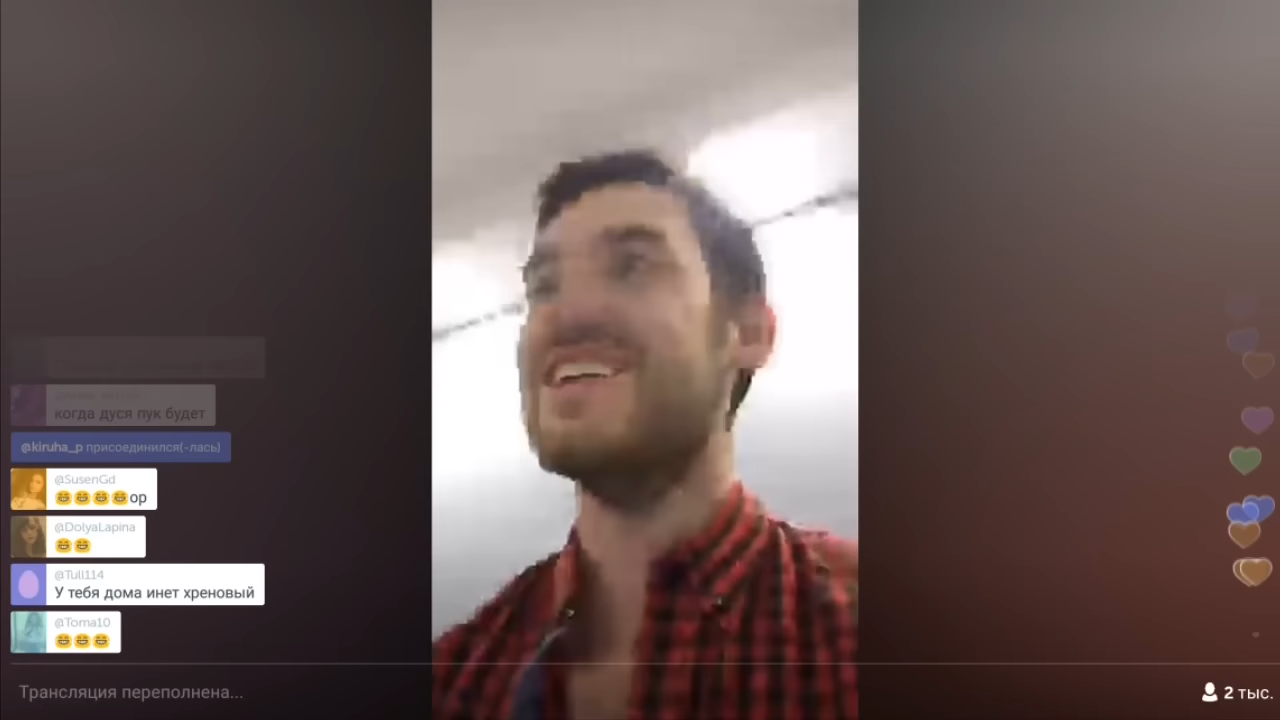 когда дуся пук будет
@kiruha_p присоединился(-лась)
@SusenGd
😂😂😂😂ор
@DolyaLapina
😂😂
@Tull114
У тебя дома инет хреновый
@Toma10
😂😂😂
Трансляция переполнена...
2 тыс.